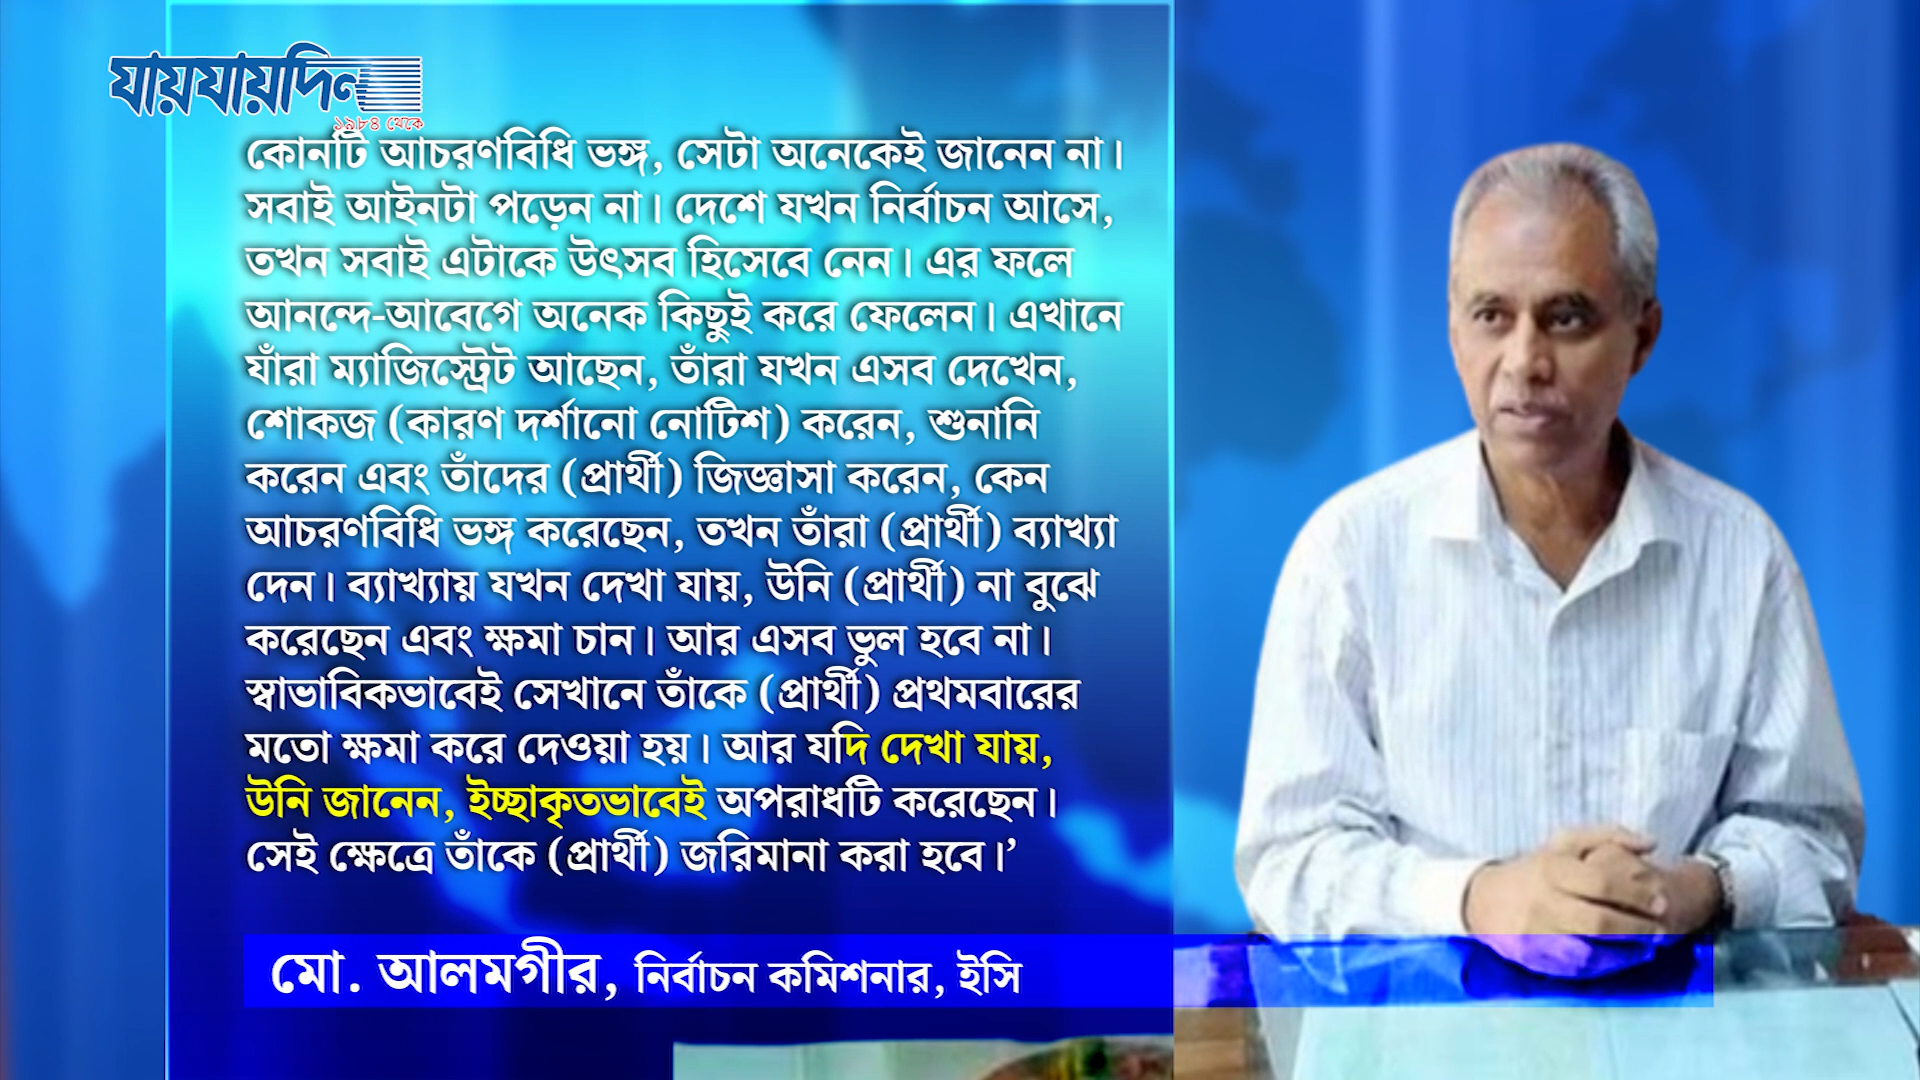 যায়যায়দিন
১৯৮৪ থেকে
কোনটি আচরণবিধি ভঙ্গ, সেটা অনেকেই জানেন না।
সবাই আইনটা পড়েন না। দেশে যখন নির্বাচন আসে,
তখন সবাই এটাকে উৎসব হিসেবে নেন। এর ফলে
আনন্দে-আবেগে অনেক কিছুই করে ফেলেন। এখানে
যাঁরা ম্যাজিস্ট্রেট আছেন, তাঁরা যখন এসব দেখেন,
শোকজ (কারণ দর্শানো নোটিশ) করেন, শুনানি
করেন এবং তাঁদের (প্রার্থী) জিজ্ঞাসা করেন, কেন
আচরণবিধি ভঙ্গ করেছেন, তখন তাঁরা (প্রার্থী) ব্যাখ্যা
দেন। ব্যাখ্যায় যখন দেখা যায়, উনি (প্রার্থী) না বুঝে
করেছেন এবং ক্ষমা চান। আর এসব ভুল হবে না।
স্বাভাবিকভাবেই সেখানে তাঁকে (প্রার্থী) প্রথমবারের
মতো ক্ষমা করে দেওয়া হয়। আর যদি দেখা যায়,
উনি জানেন, ইচ্ছাকৃতভাবেই অপরাধটি করেছেন।
সেই ক্ষেত্রে তাঁকে (প্রার্থী) জরিমানা করা হবে।’
মো. আলমগীর, নির্বাচন কমিশনার, ইসি